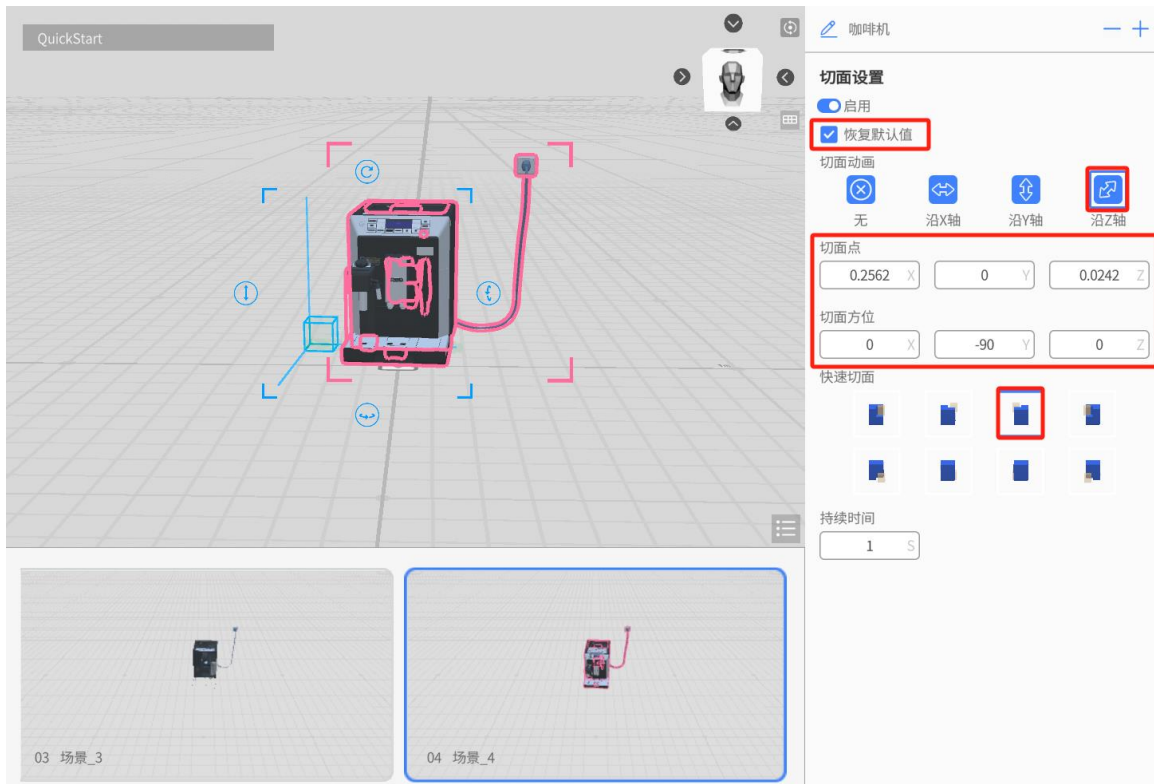 QuickStart
咖啡机
切面设置
启用
恢复默认值
切面动画
无 沿X轴 沿Y轴 沿Z轴
切面点
0.2562 X 0 Y 0.0242 Z
切面方位
0 X -90 Y 0 Z
快速切面
持续时间
1 S
03 场景_3
04 场景_4